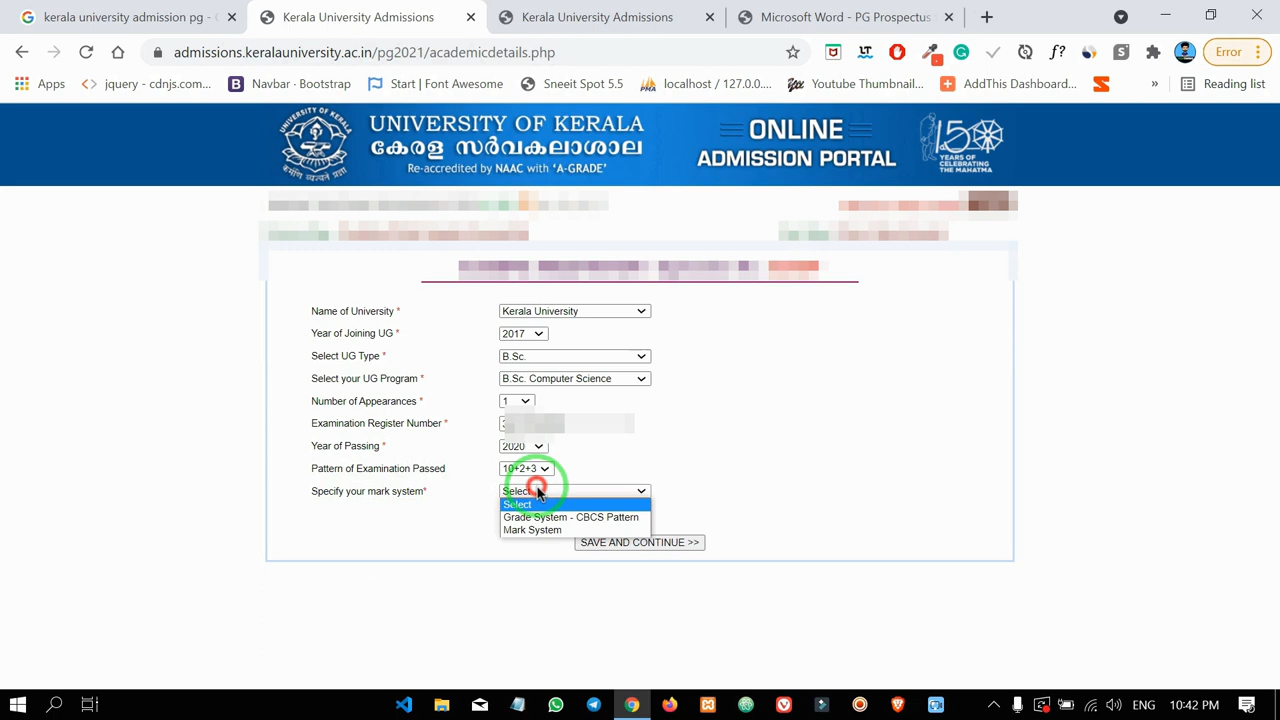 kerala university admission pg -
Kerala University Admissions
Kerala University Admissions
Microsoft Word - PG Prospectus
admissions.keralauniversity.ac.in/pg2021/academicdetails.php
Error
Apps
jquery - cdnjs.com...
Navbar - Bootstrap
Start | Font Awesome
Sneeit Spot 5.5
localhost / 127.0.0....
Youtube Thumbnail...
AddThis Dashboard...
»
Reading list
UNIVERSITY OF KERALA
കേരള സർവകലാശാല
Re-accredited by NAAC with 'A-GRADE'
ONLINE
ADMISSION PORTAL
150
YEARS OF
CELEBRATING
THE MAHATMA
Name of University * Kerala University
Year of Joining UG * 2017
Select UG Type * B.Sc.
Select your UG Program * B.Sc. Computer Science
Number of Appearances * 1
Examination Register Number *
Year of Passing * 2020
Pattern of Examination Passed 10+2+3
Specify your mark system* Select
Select
Grade System - CBCS Pattern
Mark System
SAVE AND CONTINUE >>
ENG 10:42 PM